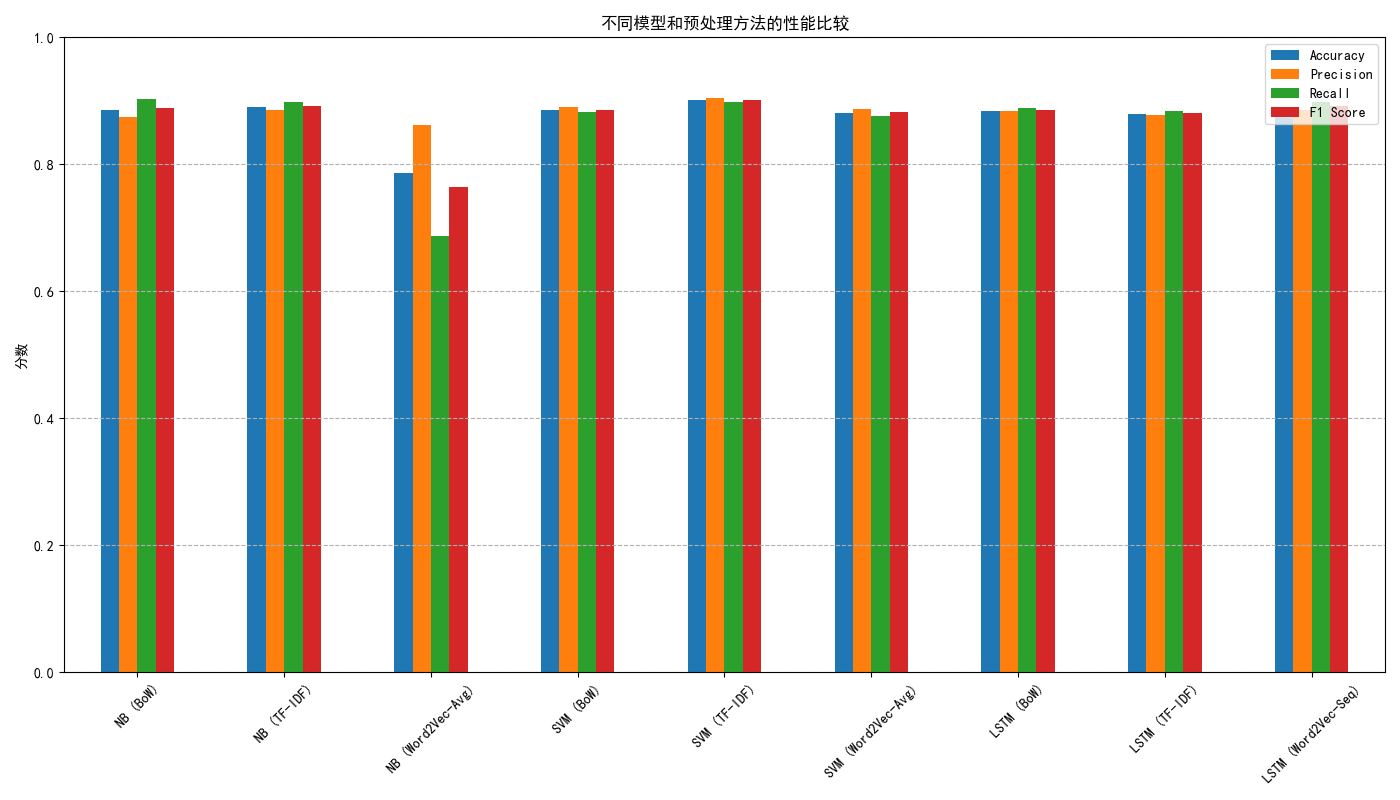 不同模型和预处理方法的性能比较
Accuracy
Precision
Recall
F1 Score
分数
1.0
0.8
0.6
0.4
0.2
0.0
NB (BoW)
NB (TF-IDF)
NB (Word2Vec-Avg)
SVM (BoW)
SVM (TF-IDF)
SVM (Word2Vec-Avg)
LSTM (BoW)
LSTM (TF-IDF)
LSTM (Word2Vec-Seq)